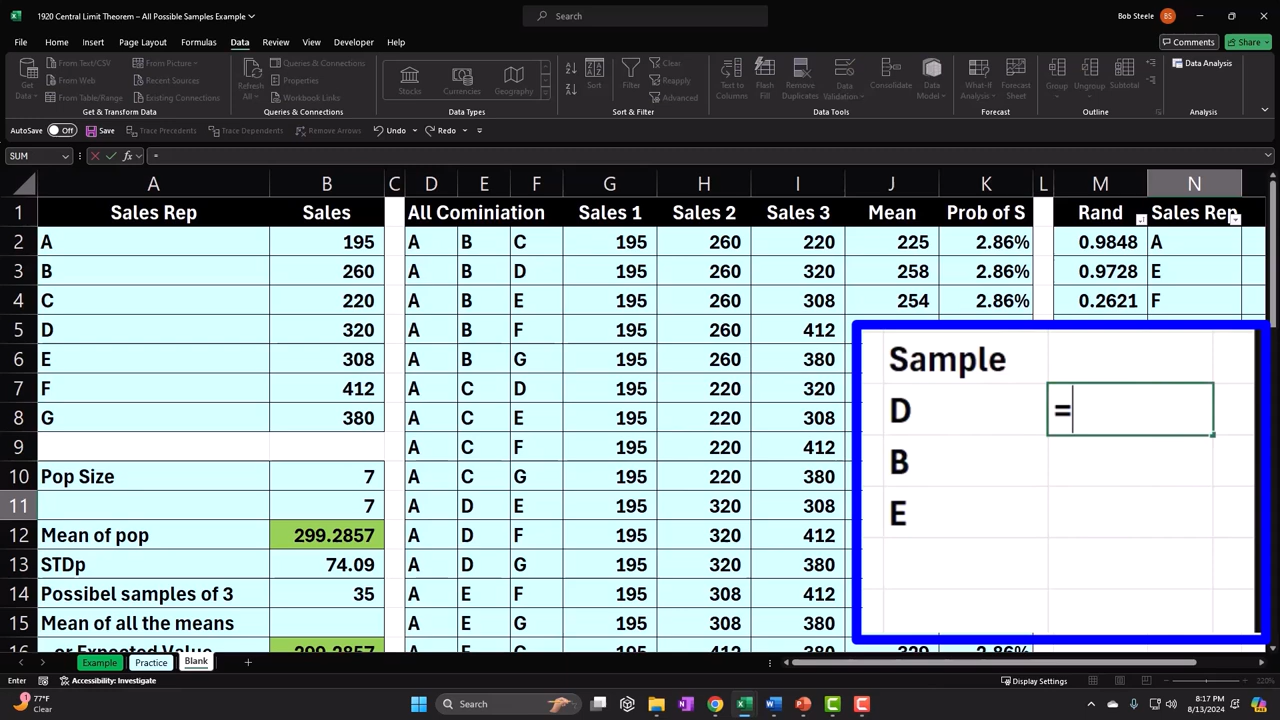 1920 Central Limit Theorem – All Possible Samples Example
Search
Bob Steele BS
File Home Insert Page Layout Formulas Data Review View Developer Help
Comments Share
Get Data
From Text/CSV
From Web
From Table/Range
From Picture
Recent Sources
Existing Connections
Get & Transform Data
Refresh All
Queries & Connections
Properties
Workbook Links
Queries & Connections
Stocks Currencies Geography
Data Types
Sort Filter
Clear
Reapply
Advanced
Sort & Filter
Text to Columns Flash Fill Remove Duplicates Data Validation Consolidate Data Model
Data Tools
What-If Analysis Forecast Sheet
Forecast
Group Ungroup Subtotal
Outline
Data Analysis
Analysis
AutoSave Off Save Trace Precedents Trace Dependents Remove Arrows Undo Redo
SUM fx =
A B C D E F G H I J K L M N
1 Sales Rep Sales All Cominiation Sales 1 Sales 2 Sales 3 Mean Prob of S Rand Sales Rep
2 A 195 A B C 195 260 220 225 2.86% 0.9848 A
3 B 260 A B D 195 260 320 258 2.86% 0.9728 E
4 C 220 A B E 195 260 308 254 2.86% 0.2621 F
5 D 320 A B F 195 260 412
6 E 308 A B G 195 260 380
7 F 412 A C D 195 220 320
8 G 380 A C E 195 220 308
9 A C F 195 220 412
10 Pop Size 7 A C G 195 220 380
11 7 A D E 195 320 308
12 Mean of pop 299.2857 A D F 195 320 412
13 STDp 74.09 A D G 195 320 380
14 Possibel samples of 3 35 A E F 195 308 412
15 Mean of all the means A E G 195 308 380
16 or Expected Value 299.2857 A F G 195 412 380 329 2.86%
Sample
D =
B
E
Example Practice Blank
Enter Accessibility: Investigate Display Settings 220%
77°F
Clear
Search
8:17 PM
8/13/2024